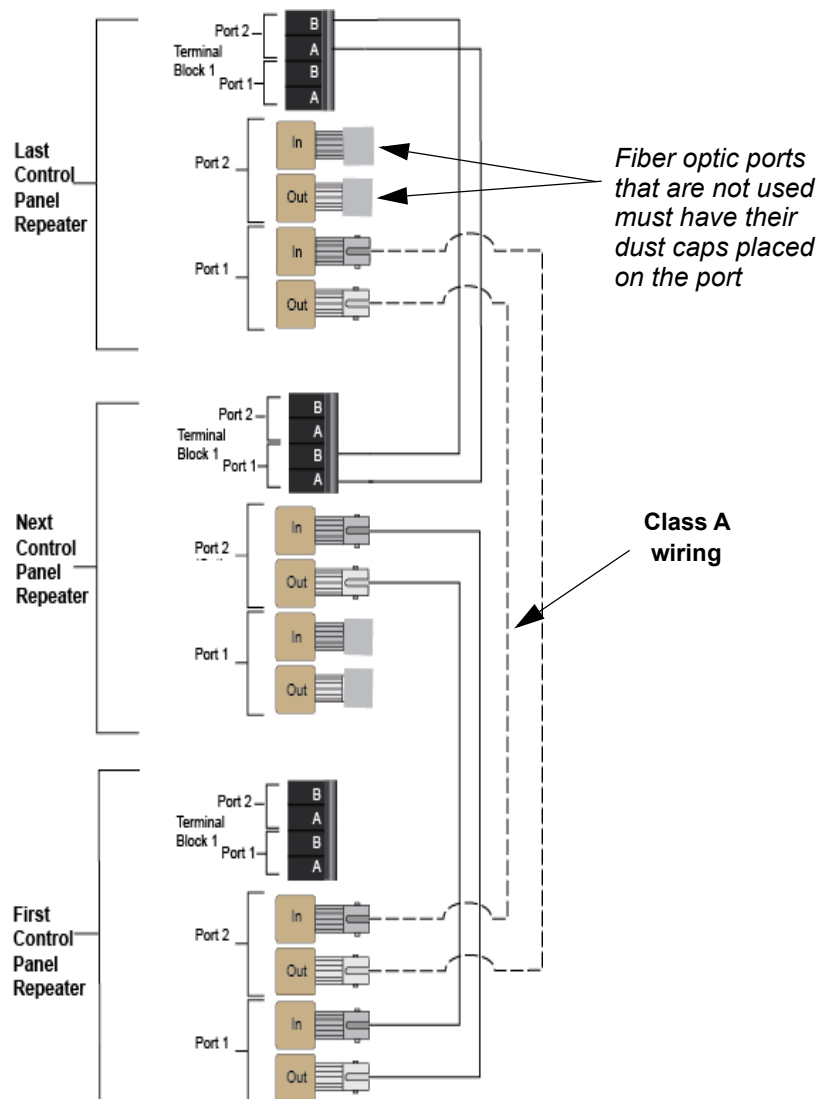 Port 2
B
A
Terminal
Block 1
Port 1
B
A
Last
Control
Panel
Repeater
Port 2
In
Out
Port 1
In
Out
Fiber optic ports
that are not used
must have their
dust caps placed
on the port
Port 2
B
A
Terminal
Block 1
Port 1
B
A
Next
Control
Panel
Repeater
Port 2
In
Out
Port 1
In
Out
Class A
wiring
Port 2
B
A
Terminal
Block 1
Port 1
B
A
First
Control
Panel
Repeater
Port 2
In
Out
Port 1
In
Out